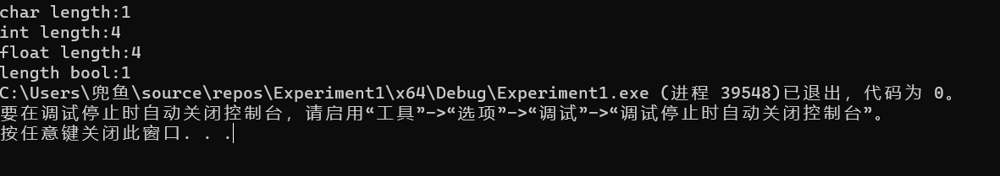 char length:1
int length:4
float length:4
length bool:1
C:\Users\兜鱼\source\repos\Experiment1\x64\Debug\Experiment1.exe (进程 39548)已退出，代码为 0。
要在调试停止时自动关闭控制台，请启用“工具”->“选项”->“调试”->“调试停止时自动关闭控制台”。
按任意键关闭此窗口. . .